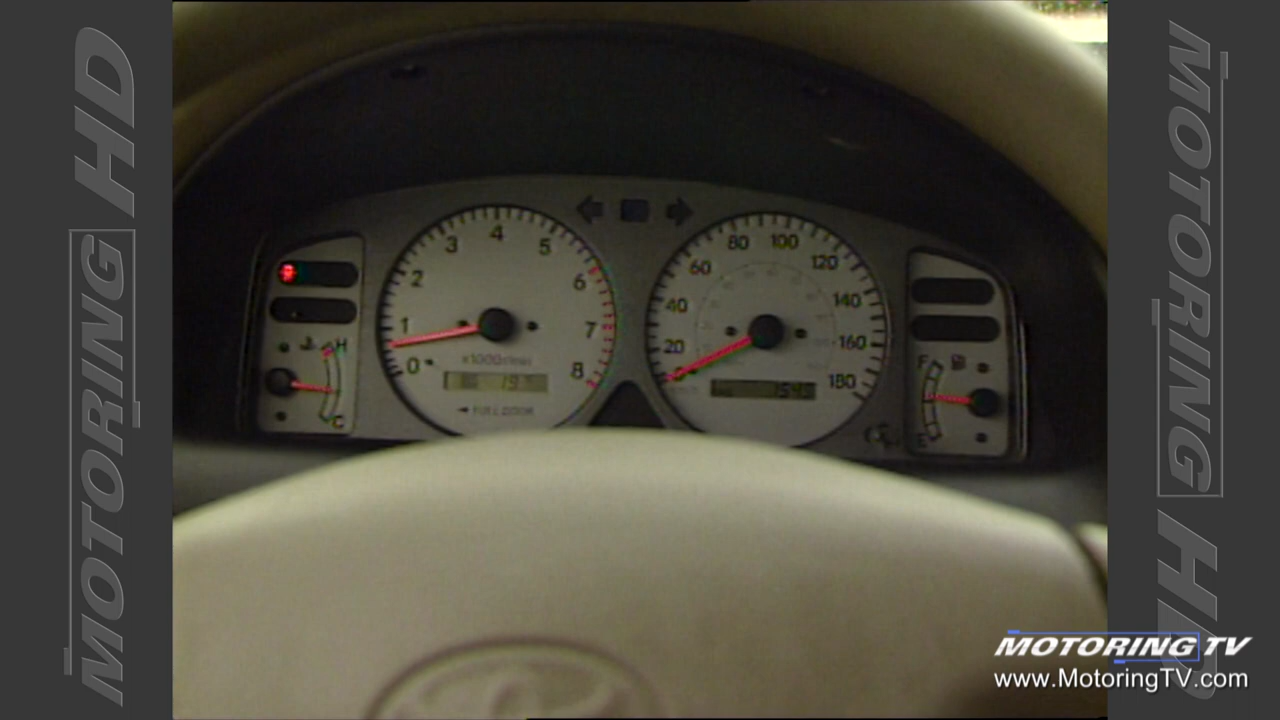 MOTORING HD
3 4 5
2 6
1 7
0 8
x1000r/min
80 100
60 120
40 140
20 160
180
H
C
F
E
MOTORING HD
MOTORING TV
www.MotoringTV.com